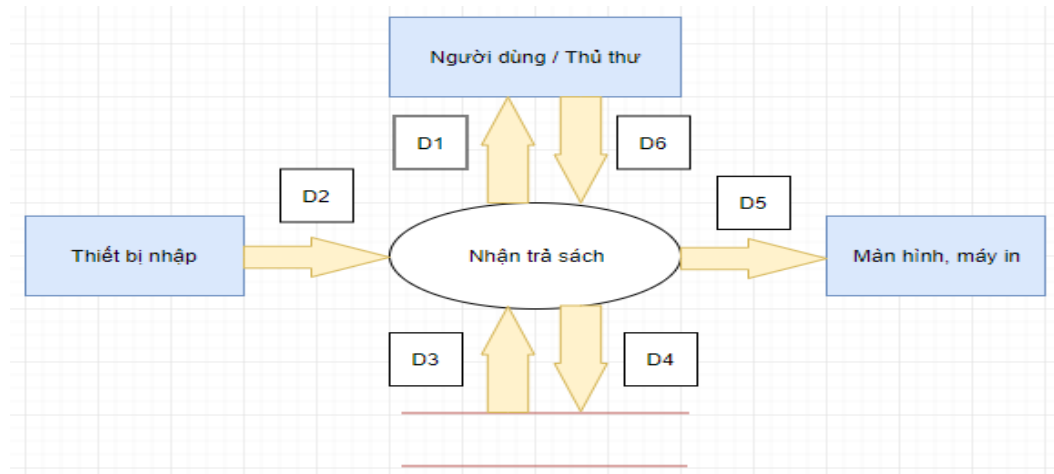 Người dùng / Thủ thư
D1
D6
D2
D5
Thiết bị nhập
Nhận trả sách
Màn hình, máy in
D3
D4